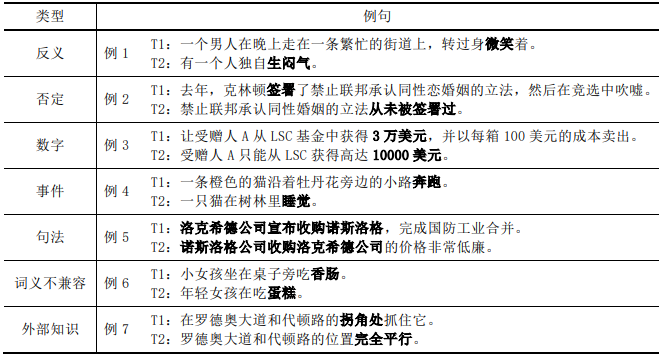 类型 例句
反义 例 1 T1: 一个男人在晚上走在一条繁忙的街道上，转过身微笑着。
T2: 有一个人独自生闷气。
否定 例 2 T1: 去年，克林顿签署了禁止联邦承认同性恋婚姻的立法，然后在竞选中吹嘘。
T2: 禁止联邦承认同性婚姻的立法从未被签署过。
数字 例 3 T1: 让受赠人 A 从 LSC 基金中获得 3 万美元，并以每箱 100 美元的成本卖出。
T2: 受赠人 A 只能从 LSC 获得高达 10000 美元。
事件 例 4 T1: 一条橙色的猫沿着牡丹花旁边的小路奔跑。
T2: 一只猫在树林里睡觉。
句法 例 5 T1: 洛克希德公司宣布收购诺斯洛格，完成国防工业合并。
T2: 诺斯洛格公司收购洛克希德公司的价格非常低廉。
词义不兼容 例 6 T1: 小女孩坐在桌子旁吃香肠。
T2: 年轻女孩在吃蛋糕。
外部知识 例 7 T1: 在罗德奥大道和代顿路的拐角处抓住它。
T2: 罗德奥大道和代顿路的位置完全平行。